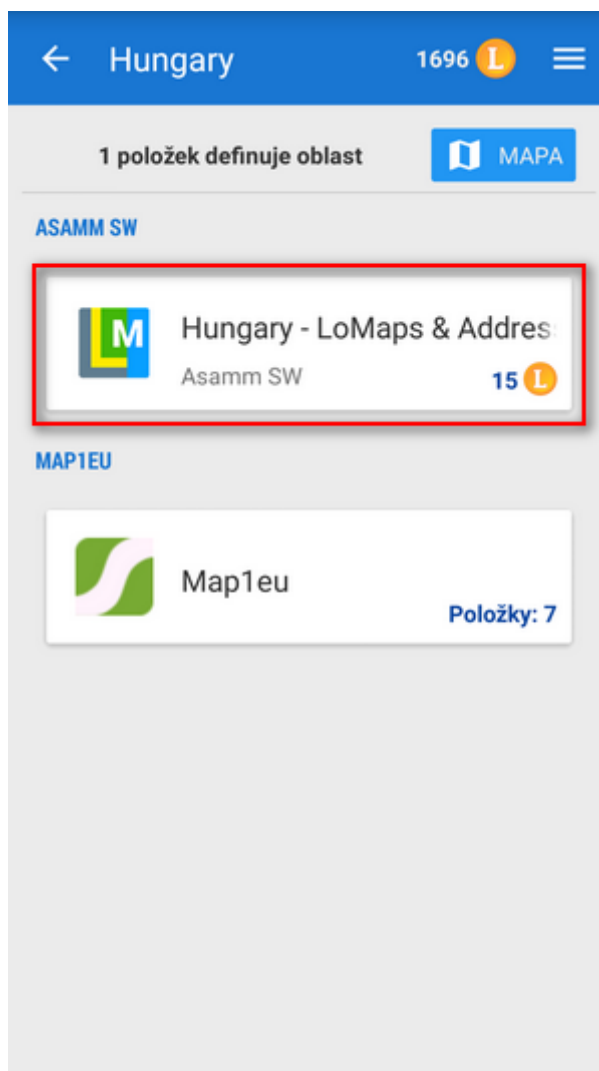 Hungary 1696 L
1 položek definuje oblast MAPA
ASAMM SW
LM
Hungary - LoMaps & Addres
Asamm SW 15 L
MAP1EU
Map1eu
Položky: 7